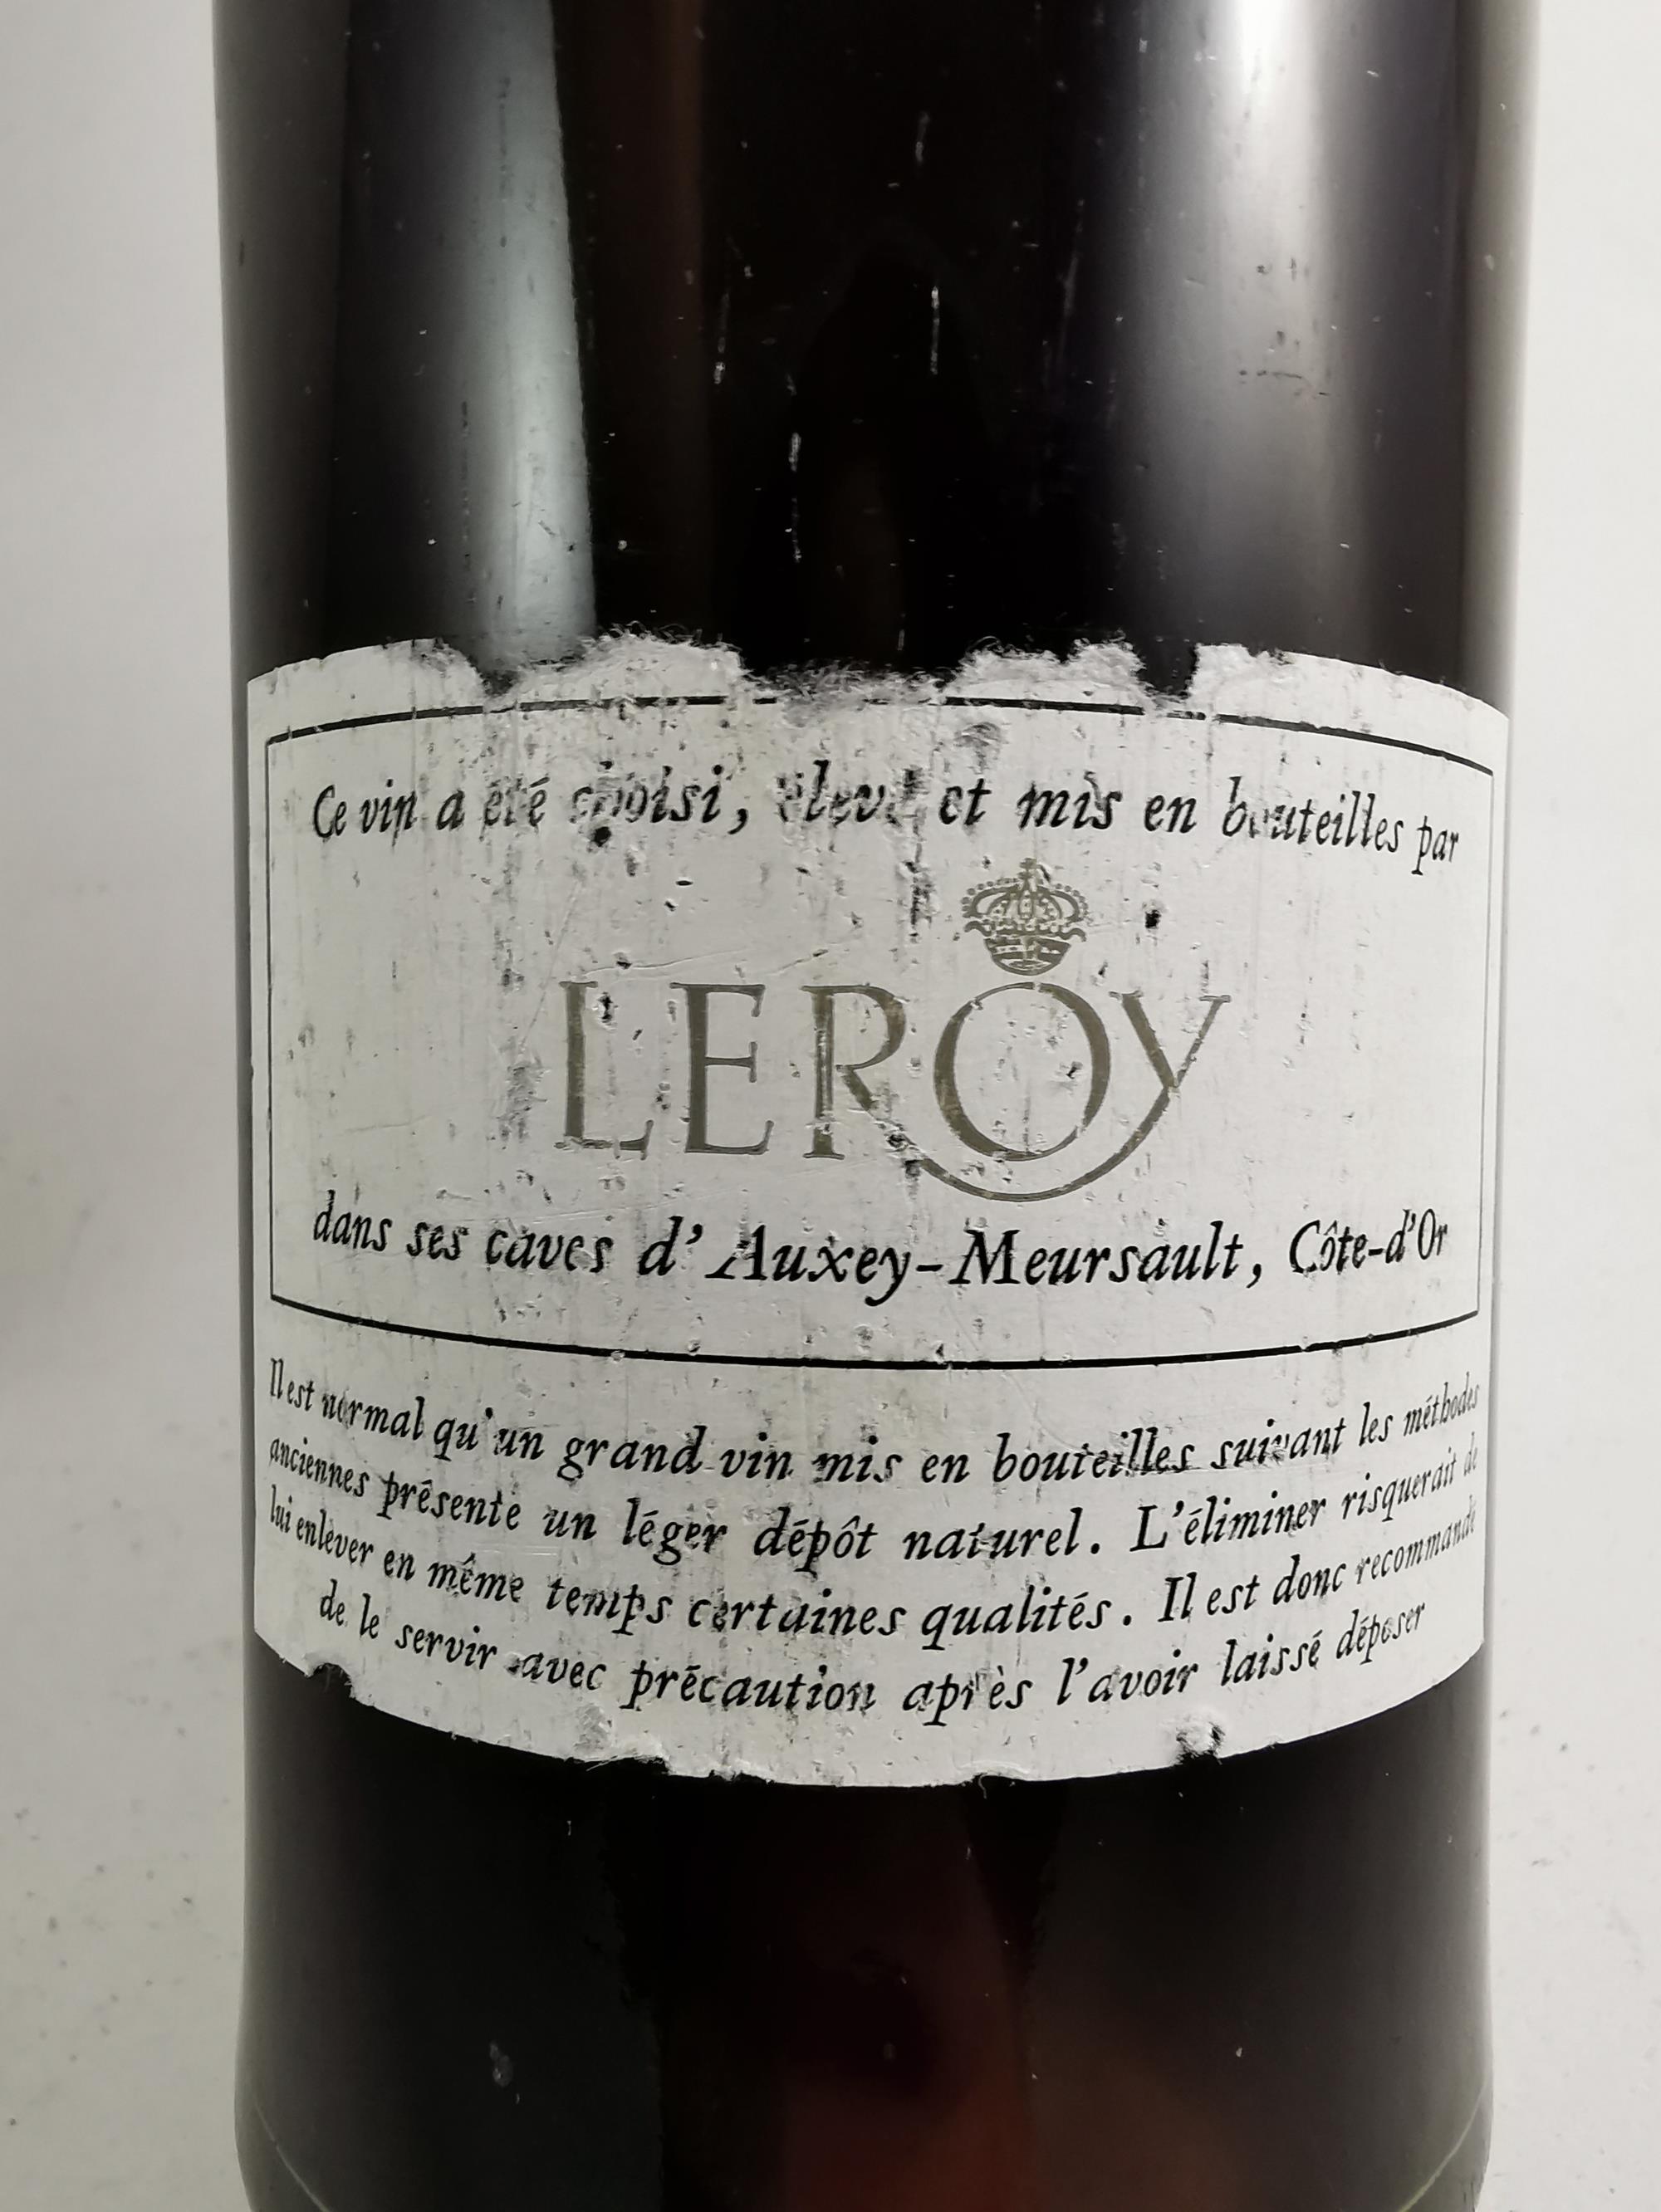 Ce vin a été choisi, élevé et mis en bouteilles par
LEROY
dans ses caves d'Auxey-Meursault, Côte-d'Or
Il est normal qu'un grand vin mis en bouteilles suivant les méthodes
anciennes présente un léger dépôt naturel. L'éliminer risquerait de
lui enlever en même temps certaines qualités. Il est donc recommandé
de le servir avec précaution après l'avoir laissé déposer